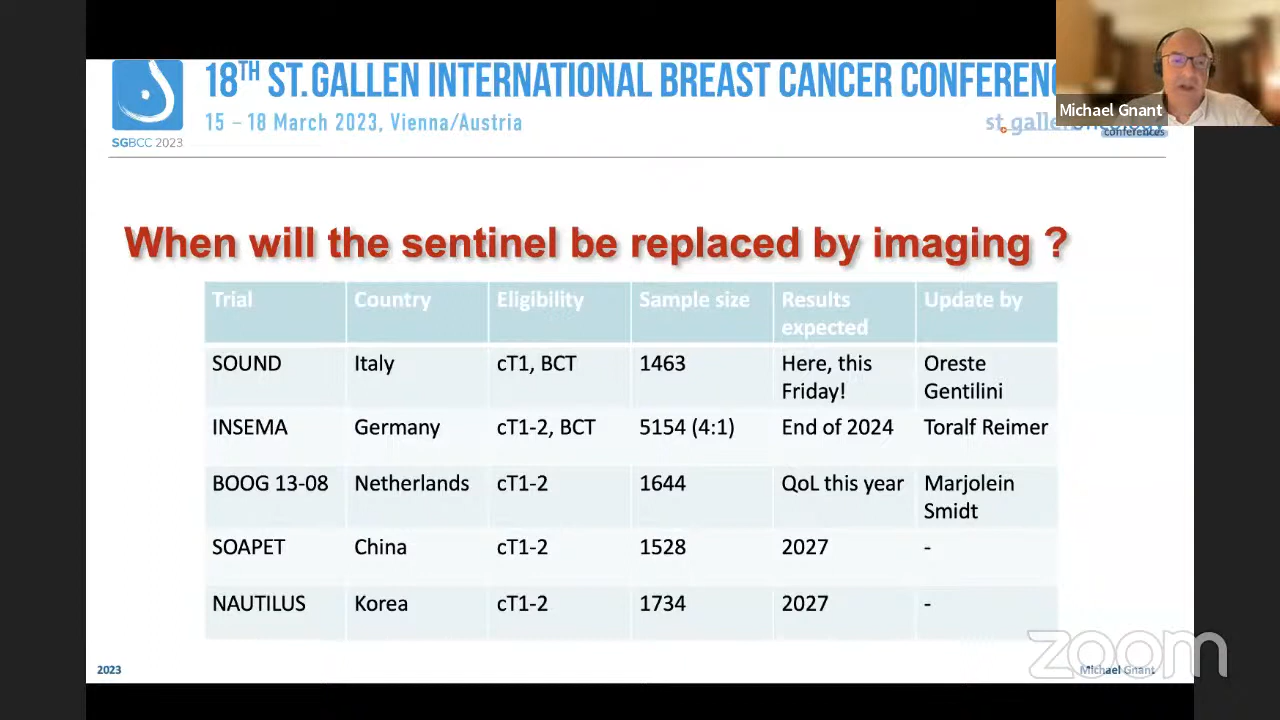 18TH ST.GALLEN INTERNATIONAL BREAST CANCER CONFERENC
15 – 18 March 2023, Vienna/Austria
SGBCC 2023
conferences
Michael Gnant
When will the sentinel be replaced by imaging ?
Trial Country Eligibility Sample size Results expected Update by
SOUND Italy cT1, BCT 1463 Here, this Friday! Oreste Gentilini
INSEMA Germany cT1-2, BCT 5154 (4:1) End of 2024 Toralf Reimer
BOOG 13-08 Netherlands cT1-2 1644 QoL this year Marjolein Smidt
SOAPET China cT1-2 1528 2027 -
NAUTILUS Korea cT1-2 1734 2027 -
2023
Michael Gnant
zoom